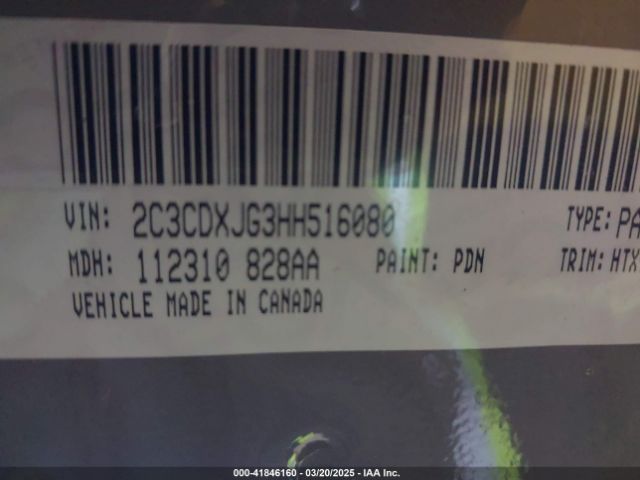 VIN: 2C3CDXJG3HH516080 TYPE: PA
MDH: 112310 828AA PAINT: PDN TRIM: HTX
VEHICLE MADE IN CANADA
000-41846160 - 03/20/2025 - IAA Inc.